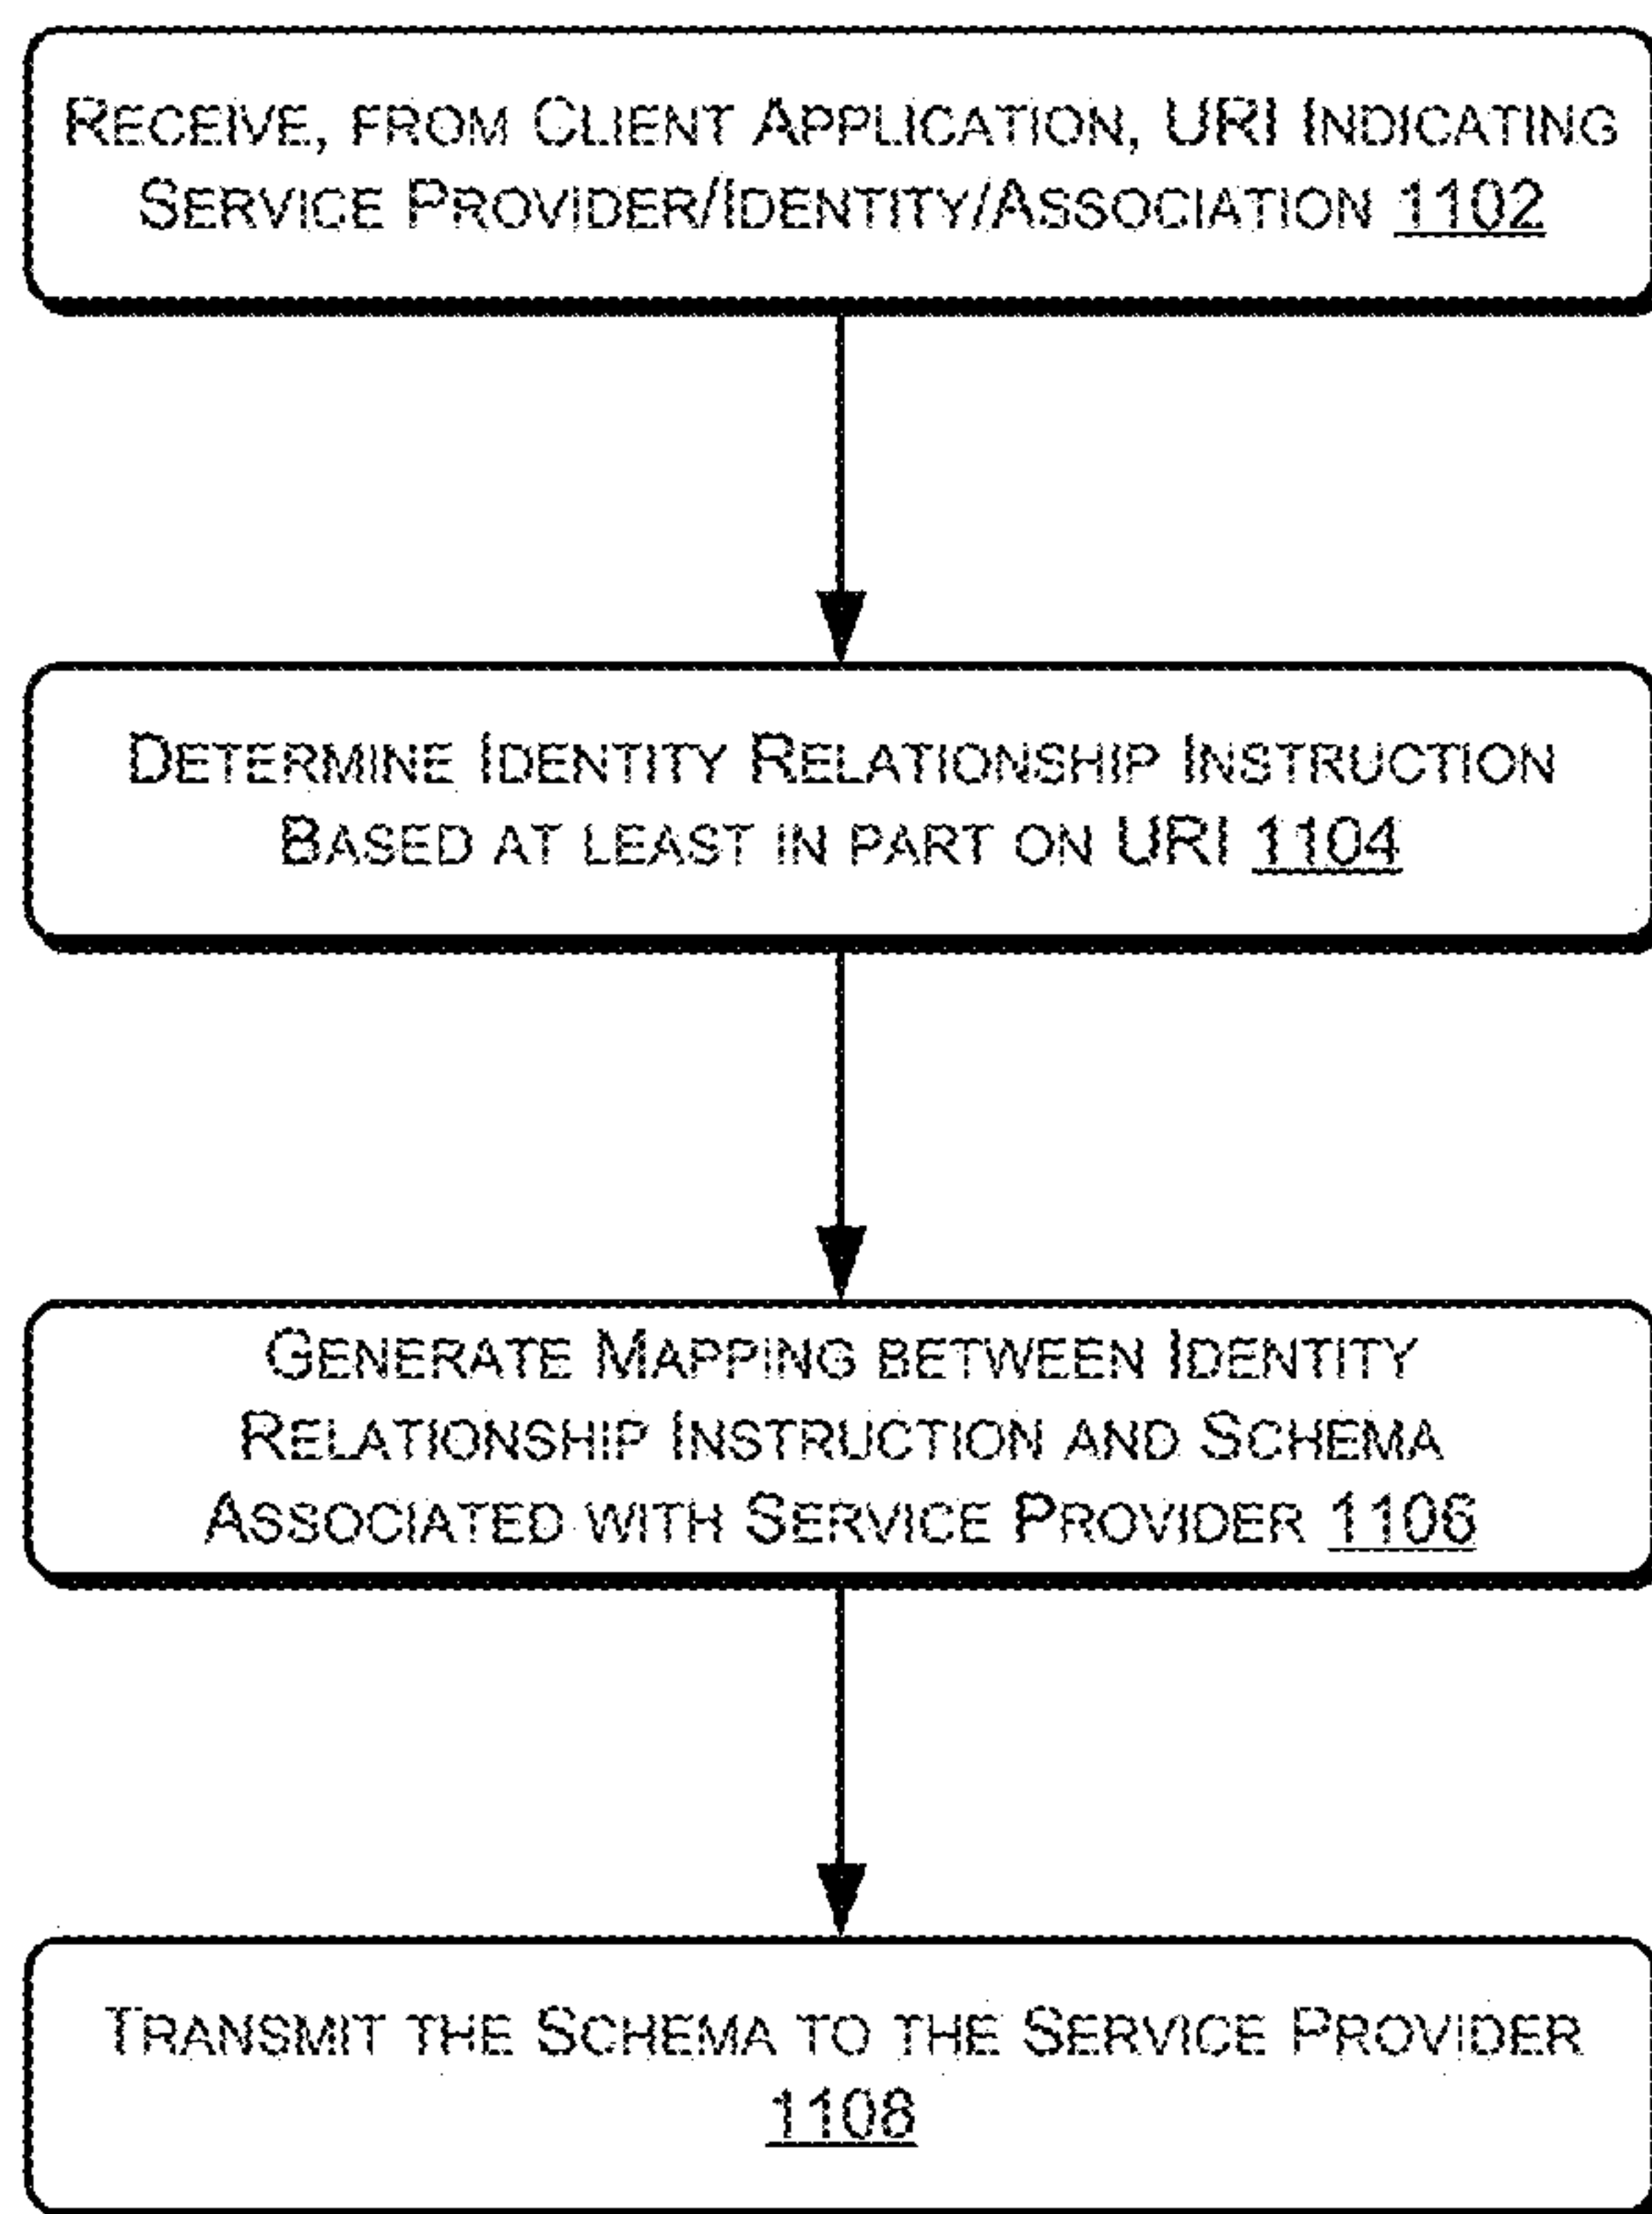 RECEIVE, FROM CLIENT APPLICATION, URI INDICATING
SERVICE PROVIDER/IDENTITY/ASSOCIATION 1102
DETERMINE IDENTITY RELATIONSHIP INSTRUCTION
BASED AT LEAST IN PART ON URI 1104
GENERATE MAPPING BETWEEN IDENTITY
RELATIONSHIP INSTRUCTION AND SCHEMA
ASSOCIATED WITH SERVICE PROVIDER 1106
TRANSMIT THE SCHEMA TO THE SERVICE PROVIDER
1108